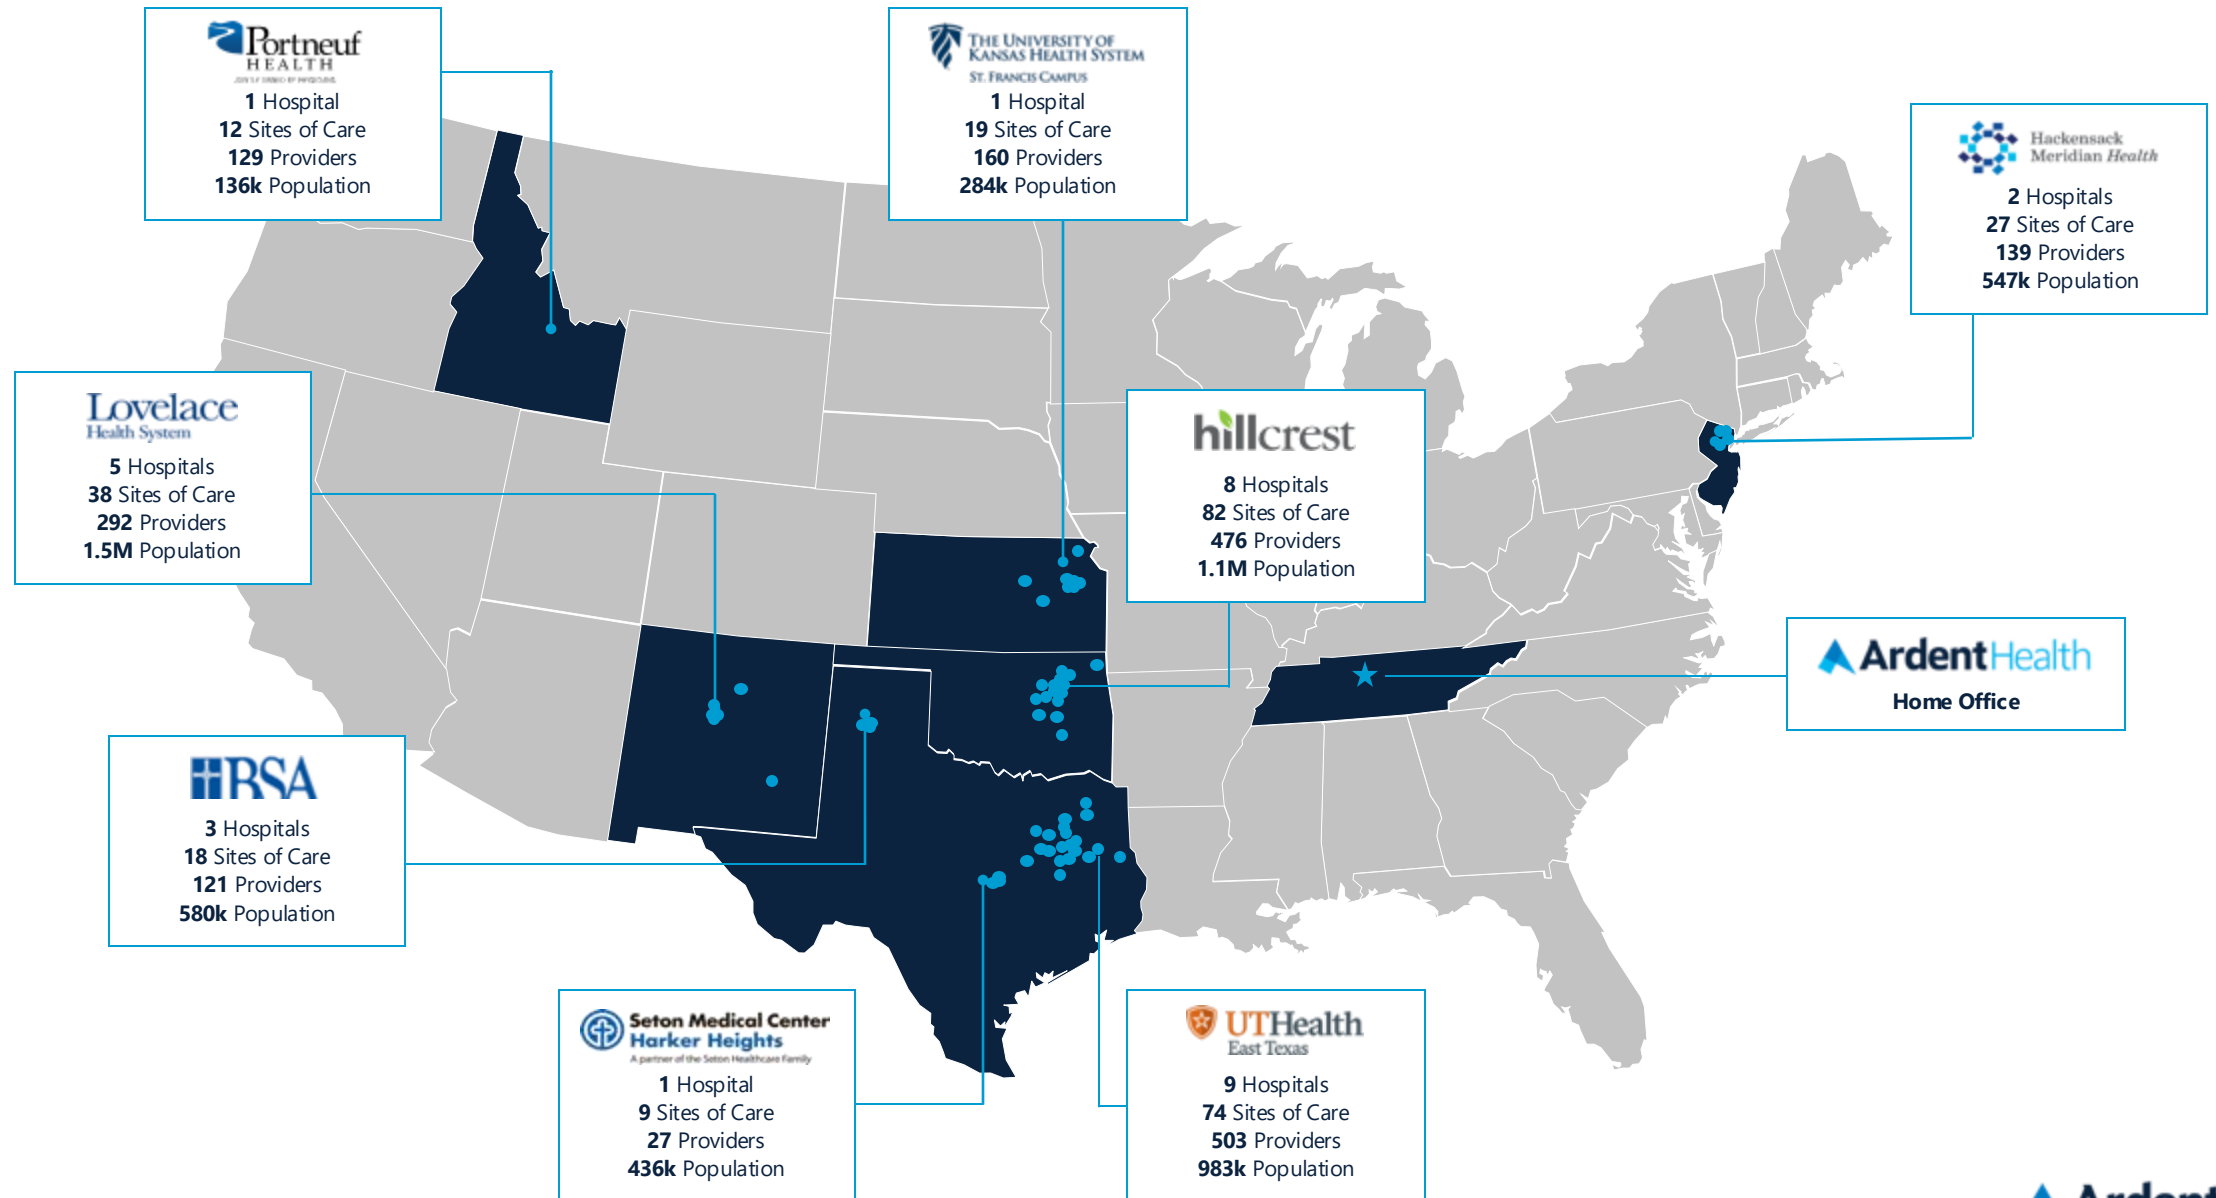 Portneuf
HEALTH
1 Hospital
12 Sites of Care
129 Providers
136k Population
THE UNIVERSITY OF
KANSAS HEALTH SYSTEM
ST. FRANCIS CAMPUS
1 Hospital
19 Sites of Care
160 Providers
284k Population
Hackensack
Meridian Health
2 Hospitals
27 Sites of Care
139 Providers
547k Population
Lovelace
Health System
5 Hospitals
38 Sites of Care
292 Providers
1.5M Population
hillcrest
8 Hospitals
82 Sites of Care
476 Providers
1.1M Population
ArdentHealth
Home Office
BSA
3 Hospitals
18 Sites of Care
121 Providers
580k Population
Seton Medical Center
Harker Heights
A partner of the Seton Healthcare Family
1 Hospital
9 Sites of Care
27 Providers
436k Population
UTHealth
East Texas
9 Hospitals
74 Sites of Care
503 Providers
983k Population
Ardent